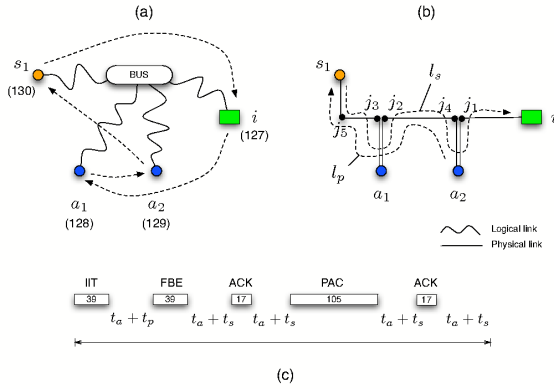 (a)
(b)
s₁
(130)
BUS
i
(127)
a₁
(128)
a₂
(129)
s₁
lₛ
j₃ j₂ j₄ j₁
i
j₅
lₚ
a₁ a₂
Logical link
Physical link
IIT FBE ACK PAC ACK
39 39 17 105 17
tₐ + tₚ tₐ + tₛ tₐ + tₛ tₐ + tₛ tₐ + tₛ
(c)